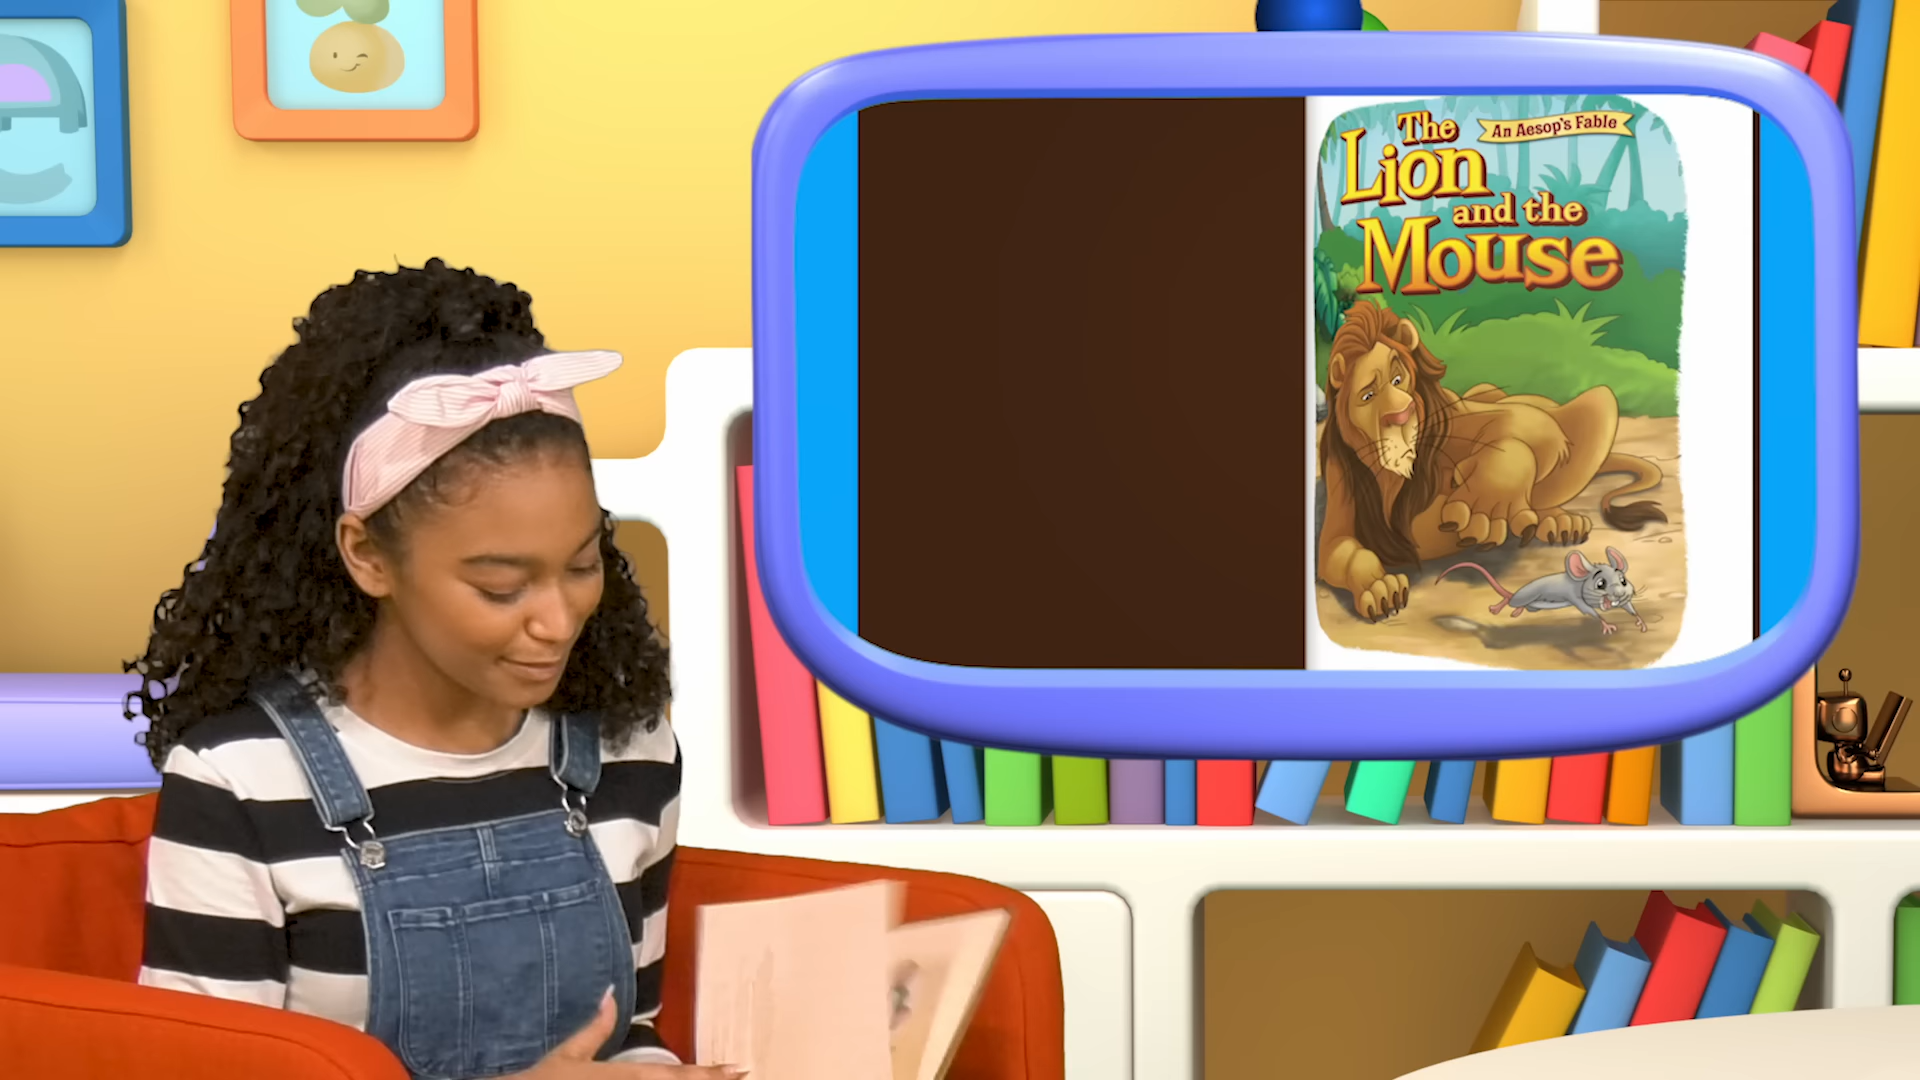 The
An Aesop's Fable
Lion
and the
Mouse